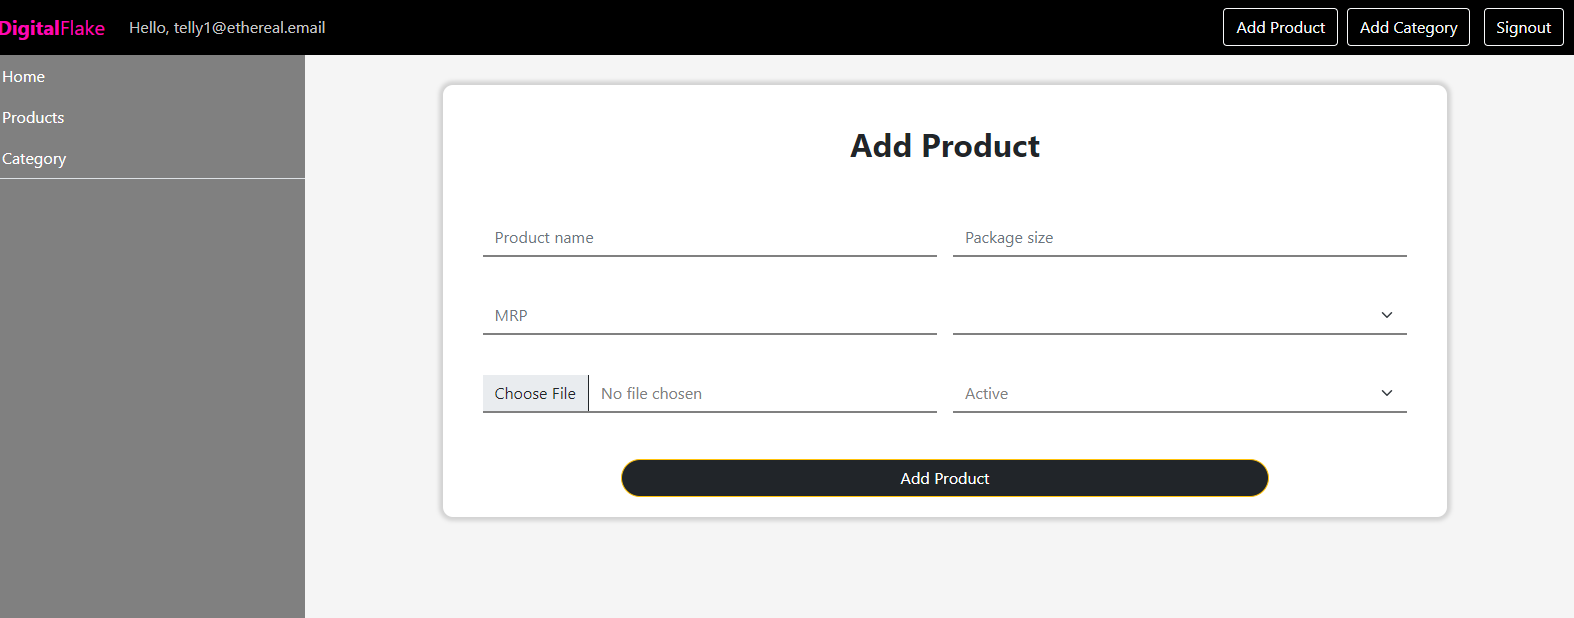 DigitalFlake Hello, telly1@ethereal.email Add Product Add Category Signout
Home
Products
Category
Add Product
Product name Package size
MRP
Choose File No file chosen Active
Add Product